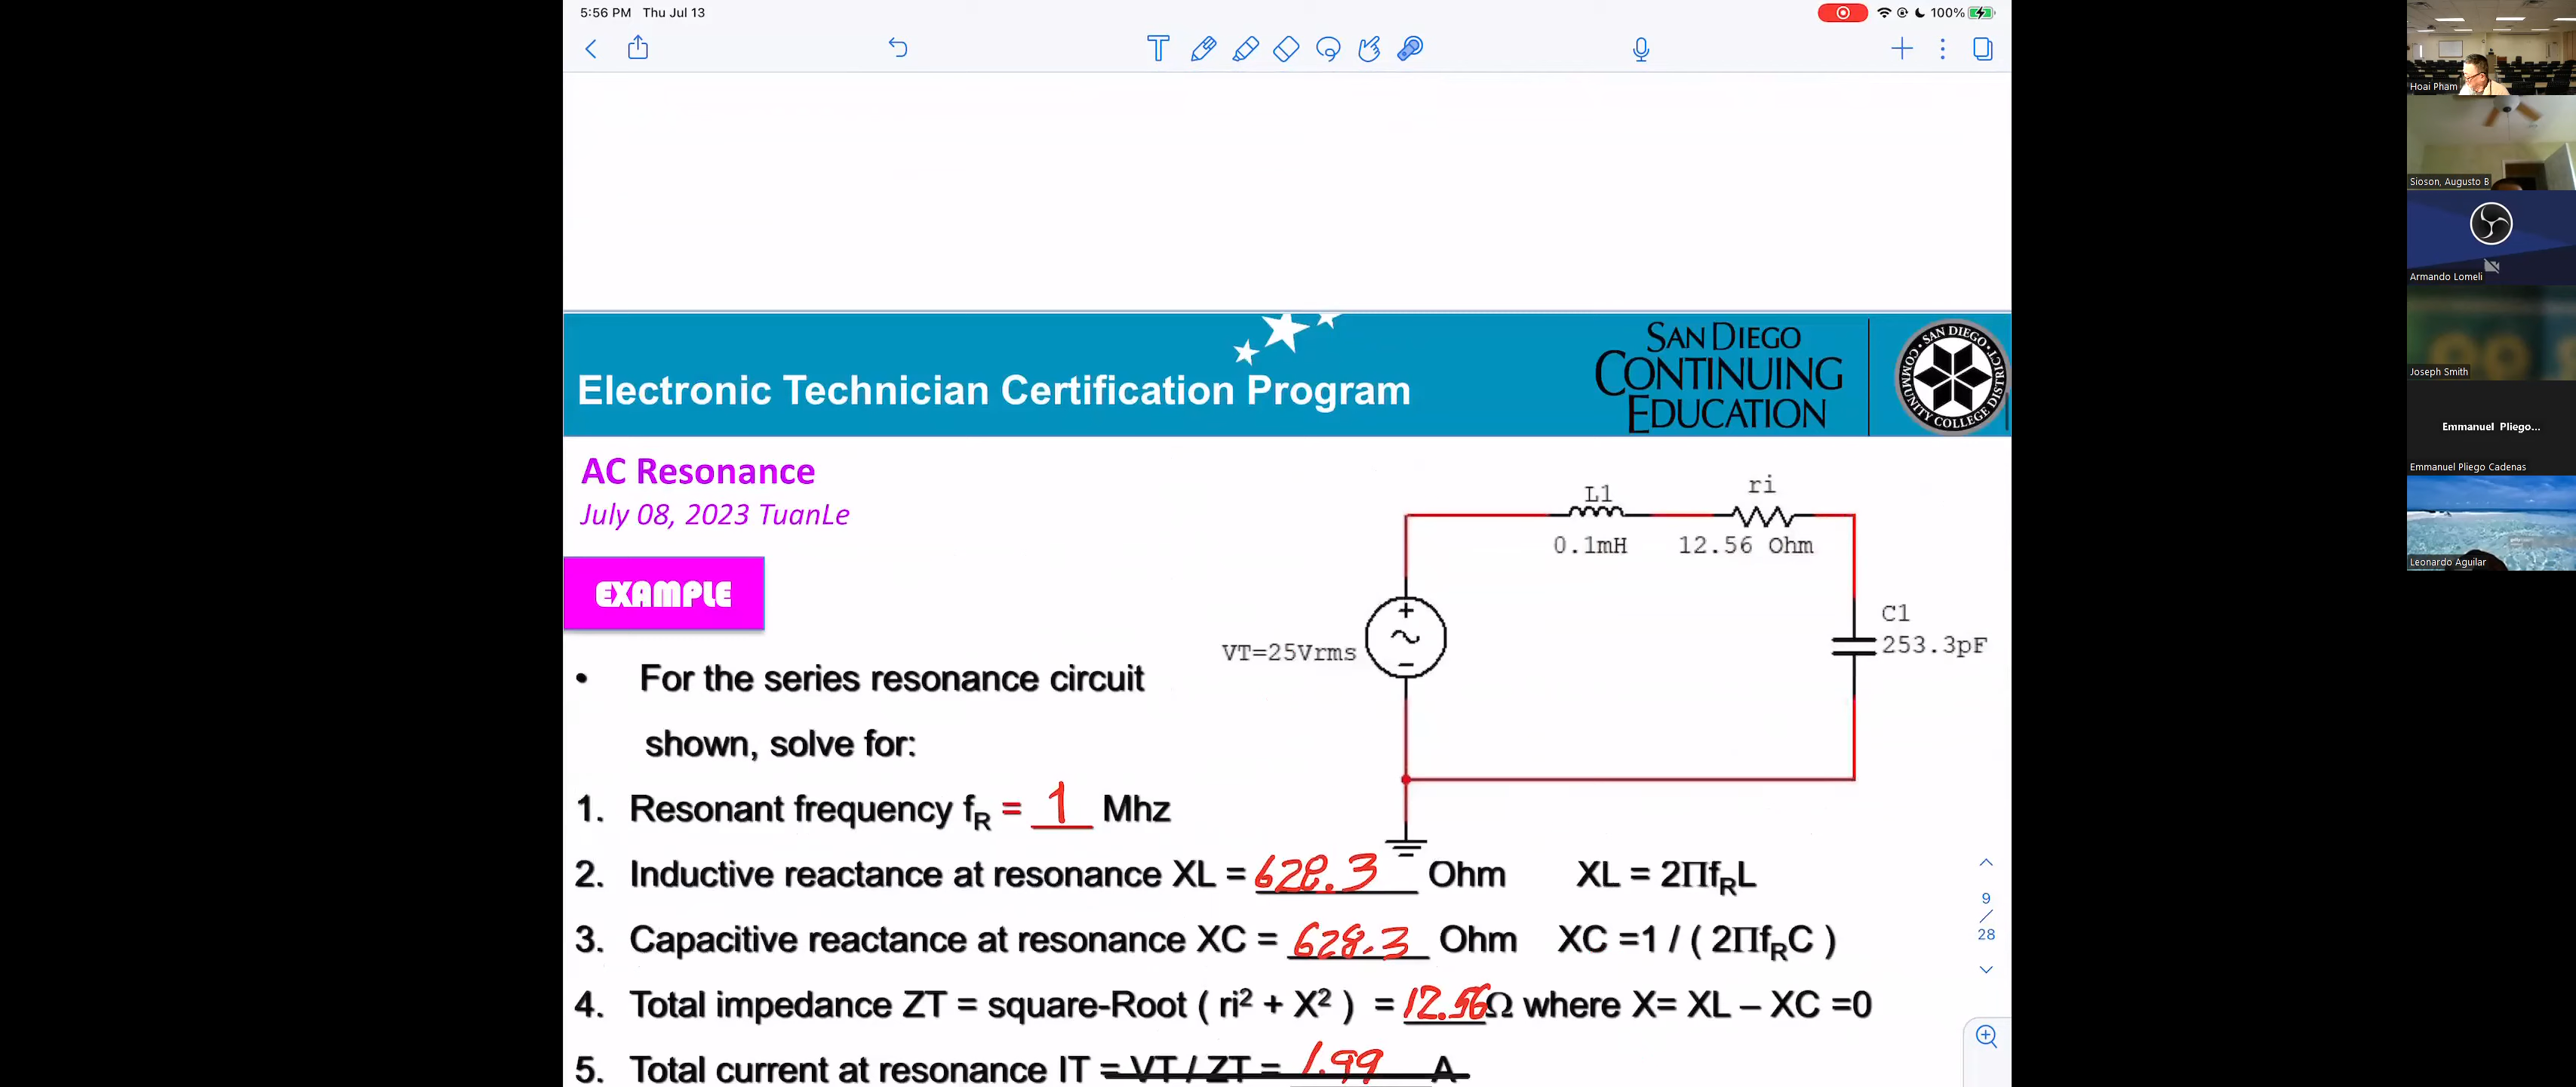 5:56 PM Thu Jul 13
100%
Hoai Pham
Sioson, Augusto B
Armando Lomeli
Joseph Smith
Emmanuel Pliego...
Emmanuel Pliego Cadenas
Leonardo Aguilar
Electronic Technician Certification Program
SAN DIEGO
CONTINUING
EDUCATION
SAN DIEGO
COMMUNITY COLLEGE DISTRICT
AC Resonance
July 08, 2023 TuanLe
EXAMPLE
L1
0.1mH
ri
12.56 Ohm
VT=25Vrms
C1
253.3pF
• For the series resonance circuit
shown, solve for:
1. Resonant frequency fR = 1 Mhz
2. Inductive reactance at resonance XL = 628.3 Ohm XL = 2ΠfRL
3. Capacitive reactance at resonance XC = 628.3 Ohm XC =1 / ( 2ΠfRC )
4. Total impedance ZT = square-Root ( ri² + X² ) = 12.56Ω where X= XL – XC =0
5. Total current at resonance IT = VT / ZT = 1.99 A
9
/
28